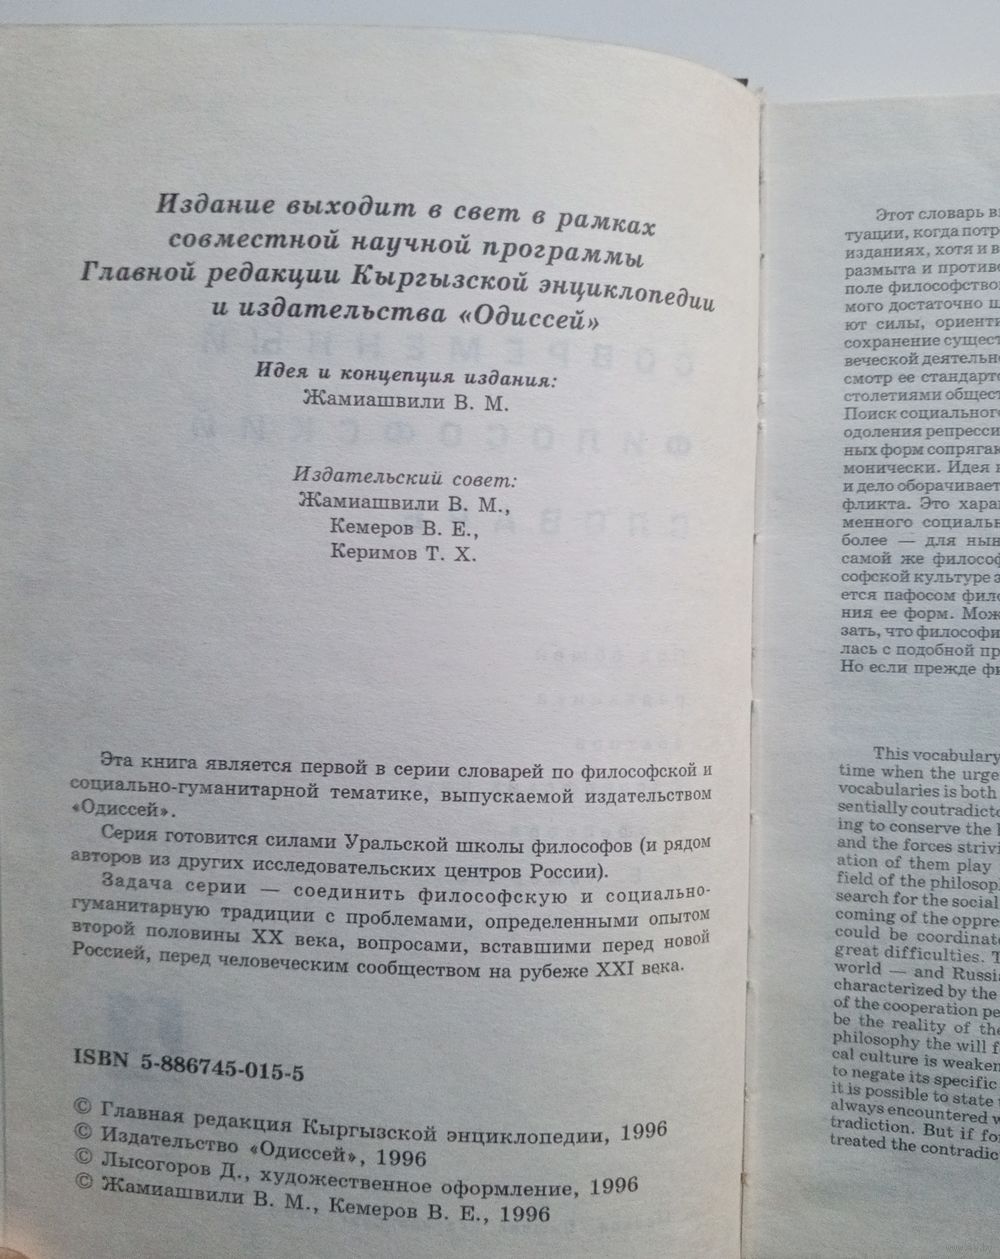 Издание выходит в свет в рамках
совместной научной программы
Главной редакции Кыргызской энциклопедии
и издательства «Одиссей»
Идея и концепция издания:
Жамиашвили В. М.
Издательский совет:
Жамиашвили В. М.,
Кемеров В. Е.,
Керимов Т. Х.
Эта книга является первой в серии словарей по философской и
социально-гуманитарной тематике, выпускаемой издательством
«Одиссей».
Серия готовится силами Уральской школы философов (и рядом
авторов из других исследовательских центров России).
Задача серии — соединить философскую и социально-
гуманитарную традиции с проблемами, определенными опытом
второй половины XX века, вопросами, вставшими перед новой
Россией, перед человеческим сообществом на рубеже XXI века.
ISBN 5-886745-015-5
© Главная редакция Кыргызской энциклопедии, 1996
© Издательство «Одиссей», 1996
© Лысогоров Д., художественное оформление, 1996
© Жамиашвили В. М., Кемеров В. Е., 1996
Этот словарь в
туации, когда потр
изданиях, хотя и в
размыта и противо
поле философство
мого достаточно ш
ют силы, ориенти
сохранение сущест
веческой деятельно
смотр ее стандарто
столетиями общест
Поиск социального
одоления репресси
ных форм сопрягаю
монически. Идея к
и дело оборачивает
фликта. Это хара
менного социальн
более — для нын
самой же филосо
софской культуре з
ется пафосом фило
ния ее форм. Мож
зать, что философи
лась с подобной пр
Но если прежде фи
This vocabulary
time when the urge
vocabularies is both
sentially coutradicto
ing to conserve the
and the forces strivi
ation of them play
field of the philosop
search for the social
coming of the oppre
could be coordinate
great difficulties. T
world — and Russia
characterized by the
of the cooperation pe
be the reality of the
philosophy the will f
cal culture is weaken
to negate its specific
it is possible to state
always encountered w
tradiction. But if fo
treated the contradic